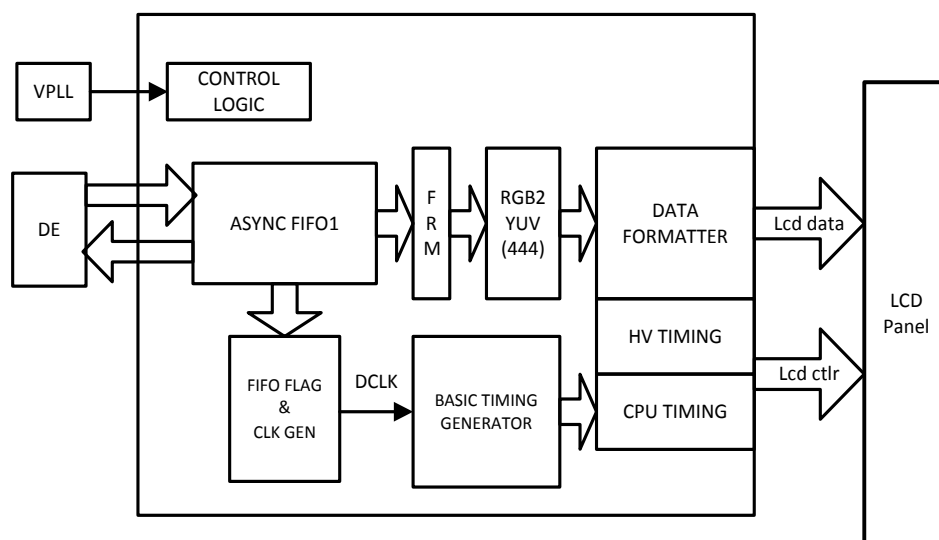 VPLL
CONTROL
LOGIC
DE
ASYNC FIFO1
F
R
M
RGB2
YUV
(444)
DATA
FORMATTER
Lcd data
LCD
Panel
HV TIMING
Lcd ctlr
CPU TIMING
FIFO FLAG
&
CLK GEN
DCLK
BASIC TIMING
GENERATOR